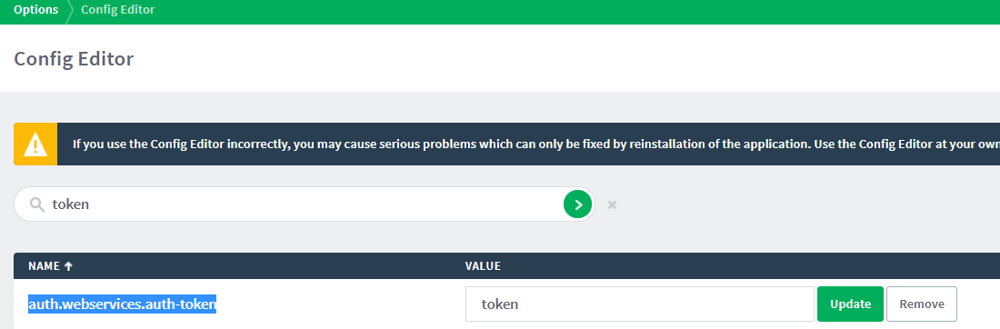 Options Config Editor
Config Editor
If you use the Config Editor incorrectly, you may cause serious problems which can only be fixed by reinstallation of the application. Use the Config Editor at your own
token
NAME VALUE
auth.webservices.auth-token token Update Remove